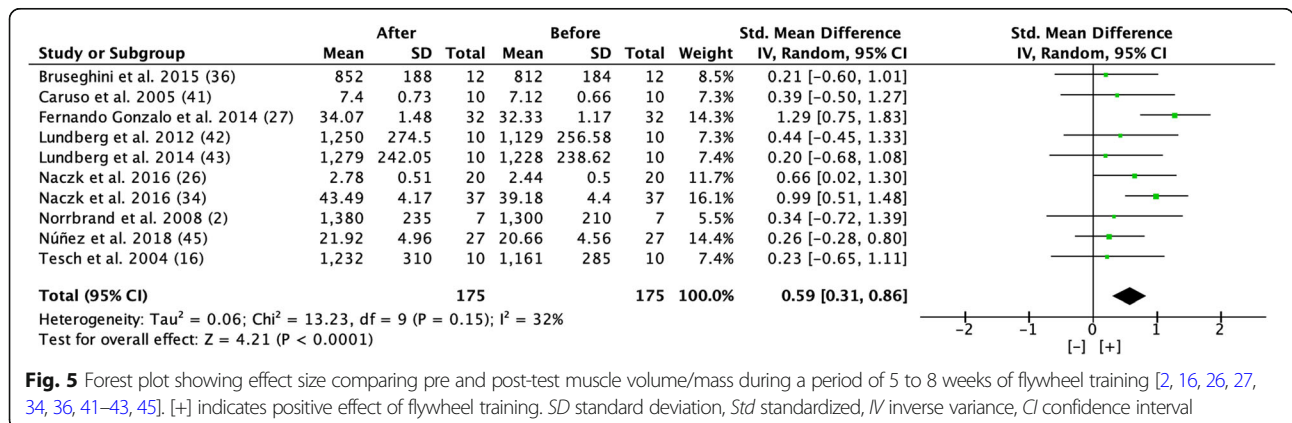 After Before Std. Mean Difference Std. Mean Difference
Study or Subgroup Mean SD Total Mean SD Total Weight IV, Random, 95% CI IV, Random, 95% CI
Bruseghini et al. 2015 (36) 852 188 12 812 184 12 8.5% 0.21 [-0.60, 1.01]
Caruso et al. 2005 (41) 7.4 0.73 10 7.12 0.66 10 7.3% 0.39 [-0.50, 1.27]
Fernando Gonzalo et al. 2014 (27) 34.07 1.48 32 32.33 1.17 32 14.3% 1.29 [0.75, 1.83]
Lundberg et al. 2012 (42) 1,250 274.5 10 1,129 256.58 10 7.3% 0.44 [-0.45, 1.33]
Lundberg et al. 2014 (43) 1,279 242.05 10 1,228 238.62 10 7.4% 0.20 [-0.68, 1.08]
Naczk et al. 2016 (26) 2.78 0.51 20 2.44 0.5 20 11.7% 0.66 [0.02, 1.30]
Naczk et al. 2016 (34) 43.49 4.17 37 39.18 4.4 37 16.1% 0.99 [0.51, 1.48]
Norrbrand et al. 2008 (2) 1,380 235 7 1,300 210 7 5.5% 0.34 [-0.72, 1.39]
Núñez et al. 2018 (45) 21.92 4.96 27 20.66 4.56 27 14.4% 0.26 [-0.28, 0.80]
Tesch et al. 2004 (16) 1,232 310 10 1,161 285 10 7.4% 0.23 [-0.65, 1.11]
Total (95% CI) 175 175 100.0% 0.59 [0.31, 0.86]
Heterogeneity: Tau² = 0.06; Chi² = 13.23, df = 9 (P = 0.15); I² = 32%
Test for overall effect: Z = 4.21 (P < 0.0001)
-2 -1 0 1 2
[-] [+]
Fig. 5 Forest plot showing effect size comparing pre and post-test muscle volume/mass during a period of 5 to 8 weeks of flywheel training [2, 16, 26, 27,
34, 36, 41–43, 45]. [+] indicates positive effect of flywheel training. SD standard deviation, Std standardized, IV inverse variance, CI confidence interval